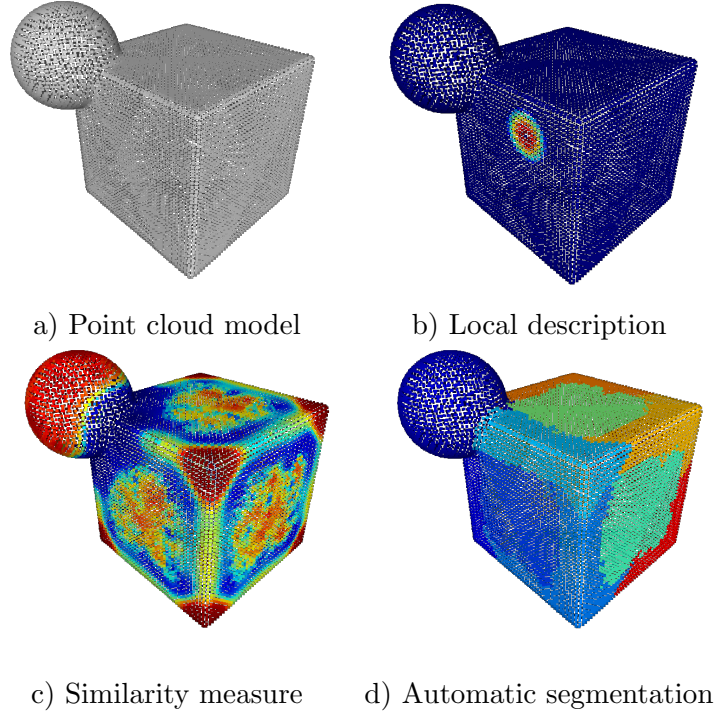 a) Point cloud model
b) Local description
c) Similarity measure
d) Automatic segmentation